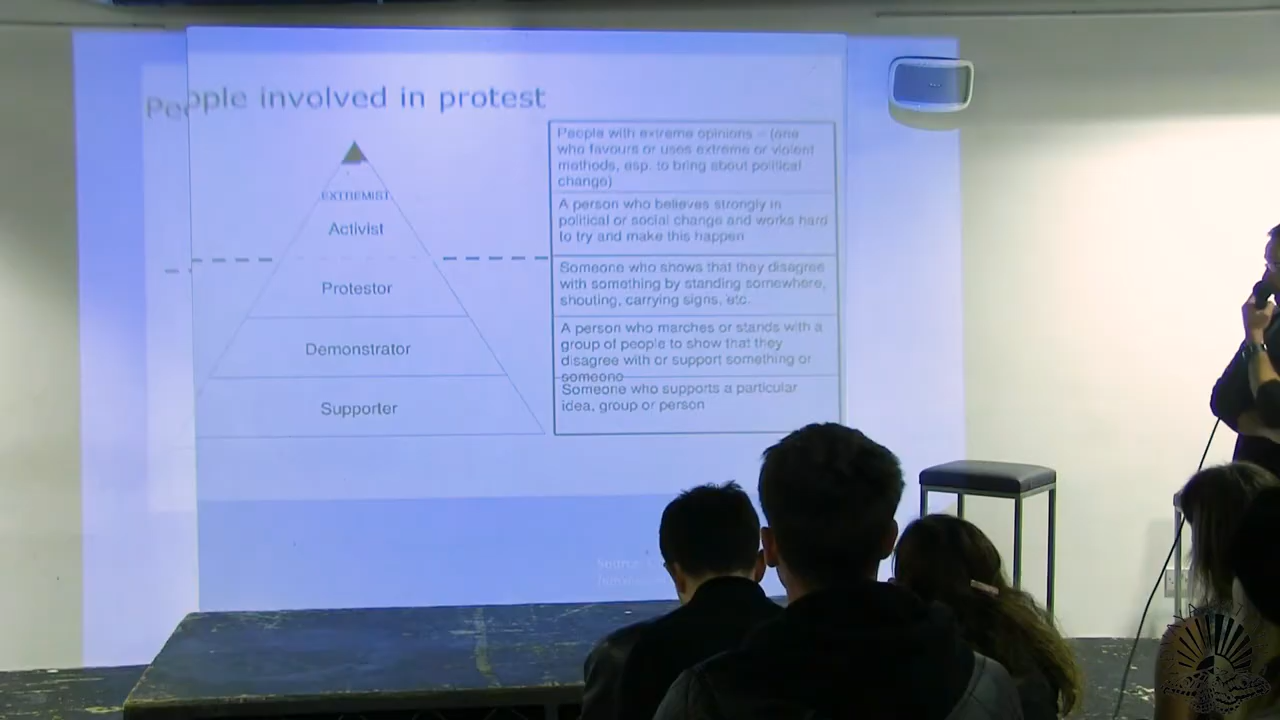 People involved in protest
EXTREMIST
Activist
Protestor
Demonstrator
Supporter
People with extreme opinions – (one
who favours or uses extreme or violent
methods, esp. to bring about political
change)
A person who believes strongly in
political or social change and works hard
to try and make this happen
Someone who shows that they disagree
with something by standing somewhere,
shouting, carrying signs, etc.
A person who marches or stands with a
group of people to show that they
disagree with or support something or
someone
Someone who supports a particular
idea, group or person
Source: